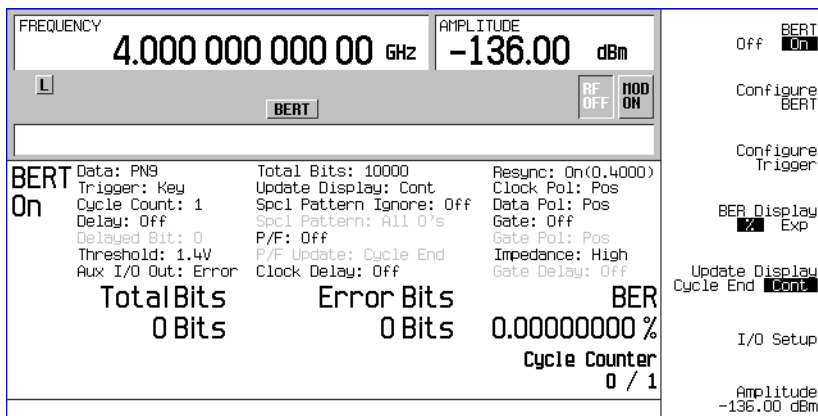 FREQUENCY
4.000 000 000 00 GHz
AMPLITUDE
-136.00 dBm
L
BERT
RF OFF
MOD ON
BERT On
Data: PN9
Trigger: Key
Cycle Count: 1
Delay: Off
Delayed Bit: 0
Threshold: 1.4V
Aux I/O Out: Error
Total Bits: 10000
Update Display: Cont
Spcl Pattern Ignore: Off
Spcl Pattern: All 0's
P/F: Off
P/F Update: Cycle End
Clock Delay: Off
Resync: On(0.4000)
Clock Pol: Pos
Data Pol: Pos
Gate: Off
Gate Pol: Pos
Impedance: High
Gate Delay: Off
Total Bits
0 Bits
Error Bits
0 Bits
BER
0.00000000 %
Cycle Counter
0 / 1
BERT
Off On
Configure
BERT
Configure
Trigger
BER Display
% Exp
Update Display
Cycle End Cont
I/O Setup
Amplitude
-136.00 dBm